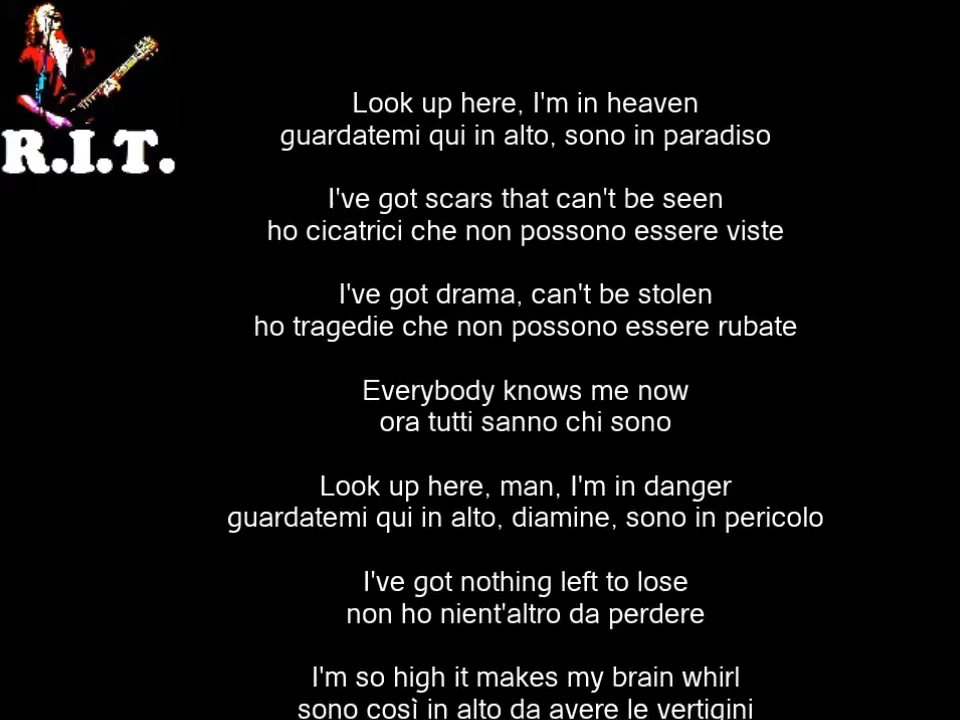 R.I.T.
Look up here, I'm in heaven
guardatemi qui in alto, sono in paradiso
I've got scars that can't be seen
ho cicatrici che non possono essere viste
I've got drama, can't be stolen
ho tragedie che non possono essere rubate
Everybody knows me now
ora tutti sanno chi sono
Look up here, man, I'm in danger
guardatemi qui in alto, diamine, sono in pericolo
I've got nothing left to lose
non ho nient'altro da perdere
I'm so high it makes my brain whirl
sono così in alto da avere le vertigini